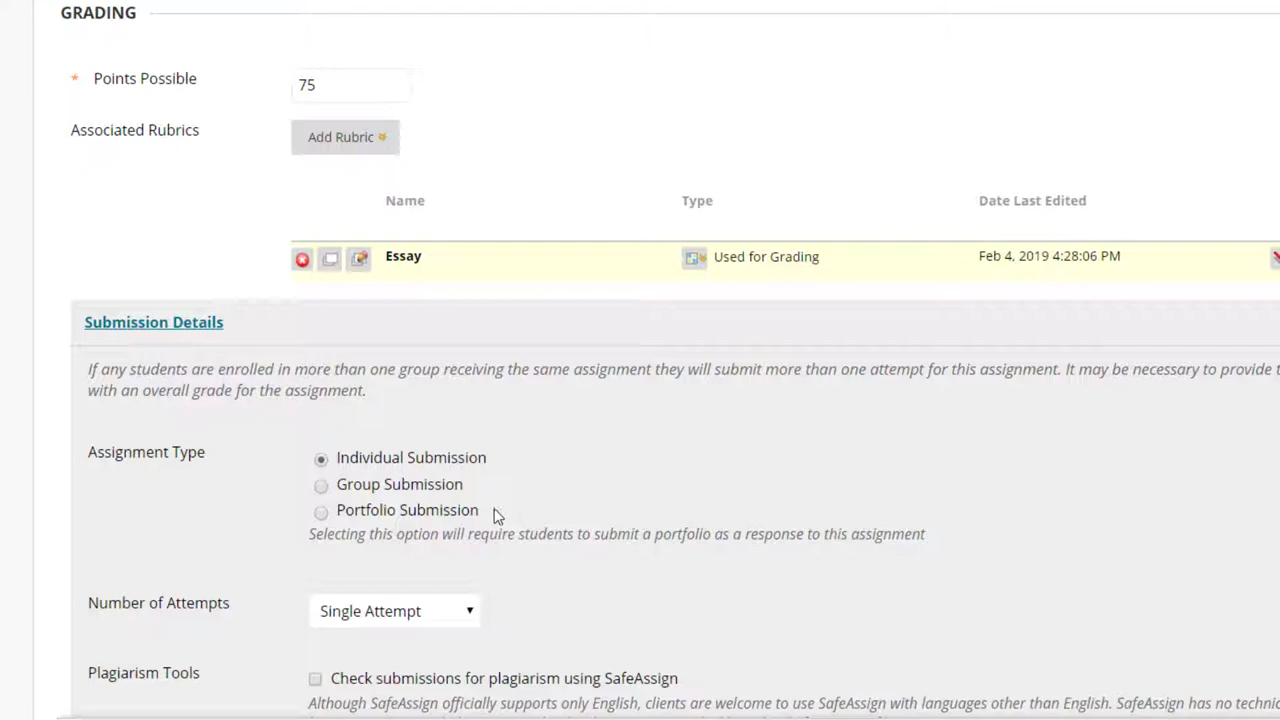 GRADING
* Points Possible
75
Associated Rubrics
Add Rubric
Name Type Date Last Edited
Essay Used for Grading Feb 4, 2019 4:28:06 PM
Submission Details
If any students are enrolled in more than one group receiving the same assignment they will submit more than one attempt for this assignment. It may be necessary to provide
with an overall grade for the assignment.
Assignment Type
Individual Submission
Group Submission
Portfolio Submission
Selecting this option will require students to submit a portfolio as a response to this assignment
Number of Attempts
Single Attempt
Plagiarism Tools
Check submissions for plagiarism using SafeAssign
Although SafeAssign officially supports only English, clients are welcome to use SafeAssign with languages other than English. SafeAssign has no